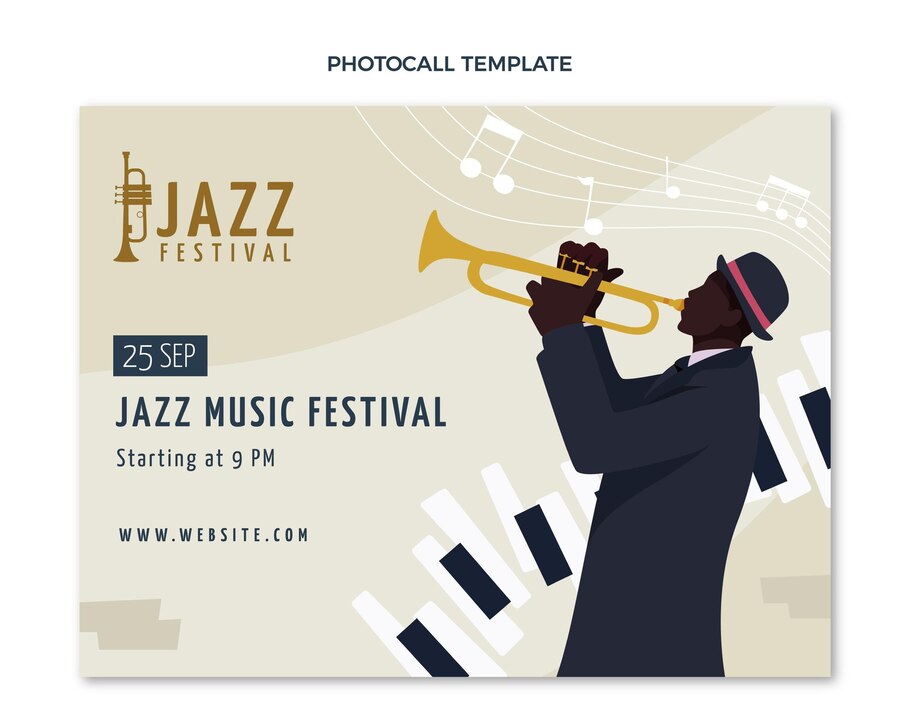 PHOTOCALL TEMPLATE
JAZZ
FESTIVAL
25 SEP
JAZZ MUSIC FESTIVAL
Starting at 9 PM
WWW.WEBSITE.COM